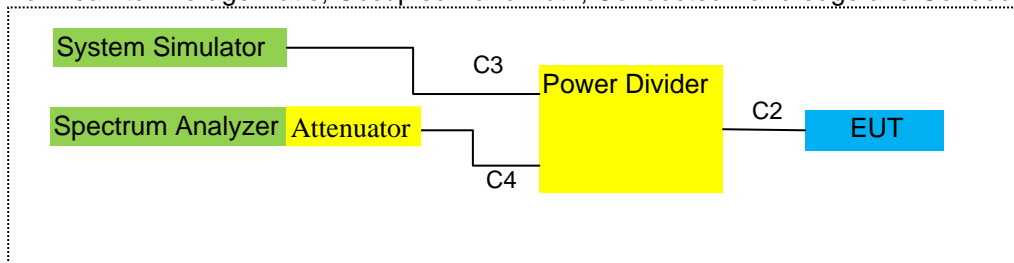 System Simulator
C3
Power Divider
C2
Spectrum Analyzer Attenuator
EUT
C4